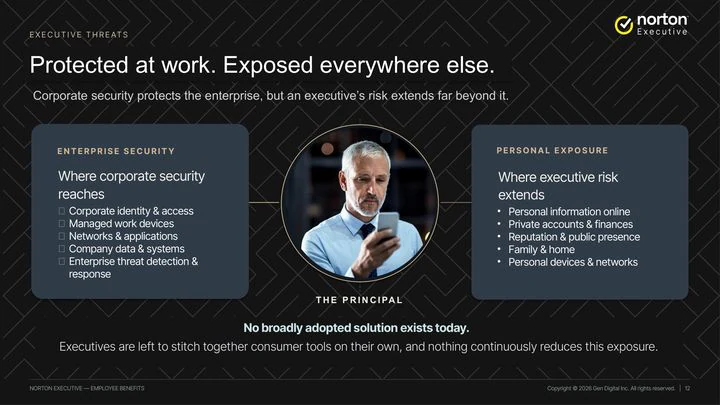 EXECUTIVE THREATS
norton
Executive
Protected at work. Exposed everywhere else.
Corporate security protects the enterprise, but an executive's risk extends far beyond it.
ENTERPRISE SECURITY
Where corporate security
reaches
Corporate identity & access
Managed work devices
Networks & applications
Company data & systems
Enterprise threat detection &
response
THE PRINCIPAL
PERSONAL EXPOSURE
Where executive risk
extends
• Personal information online
• Private accounts & finances
• Reputation & public presence
• Family & home
• Personal devices & networks
No broadly adopted solution exists today.
Executives are left to stitch together consumer tools on their own, and nothing continuously reduces this exposure.
NORTON EXECUTIVE — EMPLOYEE BENEFITS
Copyright © 2026 Gen Digital Inc. All rights reserved. | 12